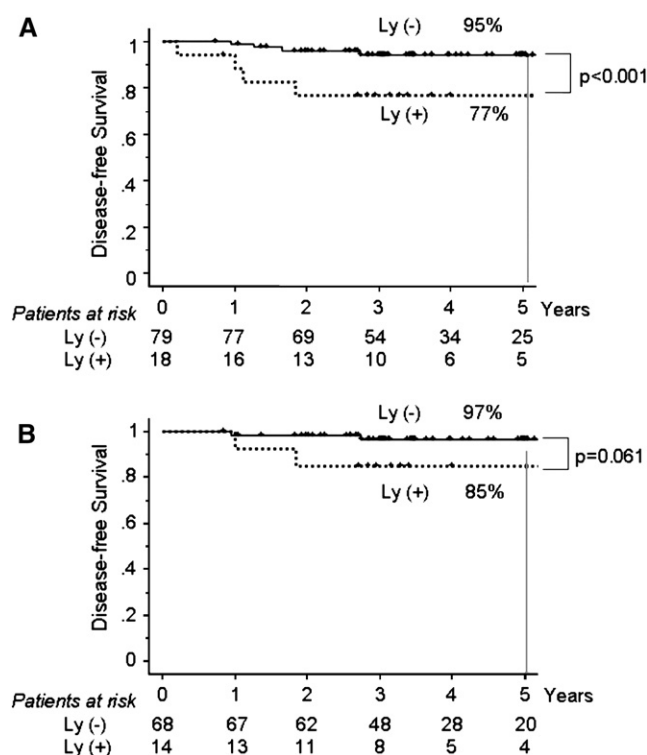 A
Ly (-) 95%
1
.8
.6
.4
.2
0
Disease-free Survival
p<0.001
Ly (+) 77%
0 1 2 3 4 5 Years
Patients at risk
Ly (-) 79 77 69 54 34 25
Ly (+) 18 16 13 10 6 5
B
Ly (-) 97%
1
.8
.6
.4
.2
0
Disease-free Survival
p=0.061
Ly (+) 85%
0 1 2 3 4 5 Years
Patients at risk
Ly (-) 68 67 62 48 28 20
Ly (+) 14 13 11 8 5 4